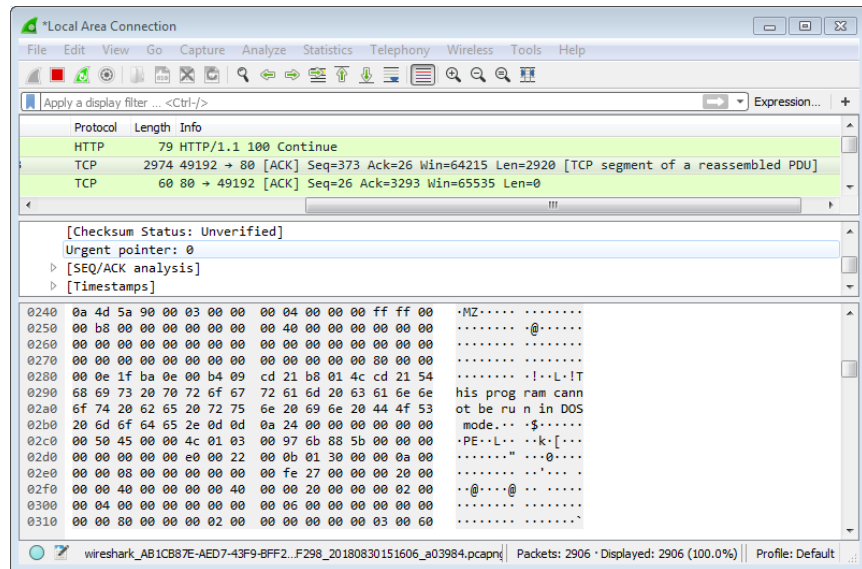 *Local Area Connection
File Edit View Go Capture Analyze Statistics Telephony Wireless Tools Help
Apply a display filter ... <Ctrl-/> Expression... +
Protocol Length Info
HTTP 79 HTTP/1.1 100 Continue
TCP 2974 49192 → 80 [ACK] Seq=373 Ack=26 Win=64215 Len=2920 [TCP segment of a reassembled PDU]
TCP 60 80 → 49192 [ACK] Seq=26 Ack=3293 Win=65535 Len=0
[Checksum Status: Unverified]
Urgent pointer: 0
[SEQ/ACK analysis]
[Timestamps]
0240 0a 4d 5a 90 00 03 00 00 00 04 00 00 00 ff ff 00 ·MZ····· ········
0250 00 b8 00 00 00 00 00 00 00 40 00 00 00 00 00 00 ········ ·@······
0260 00 00 00 00 00 00 00 00 00 00 00 00 00 00 00 00 ········ ········
0270 00 00 00 00 00 00 00 00 00 00 00 00 00 80 00 00 ········ ········
0280 00 0e 1f ba 0e 00 b4 09 cd 21 b8 01 4c cd 21 54 ········ ·!··L·!T
0290 68 69 73 20 70 72 6f 67 72 61 6d 20 63 61 6e 6e his prog ram cann
02a0 6f 74 20 62 65 20 72 75 6e 20 69 6e 20 44 4f 53 ot be ru n in DOS
02b0 20 6d 6f 64 65 2e 0d 0d 0a 24 00 00 00 00 00 00 mode.·· ·$······
02c0 00 50 45 00 00 4c 01 03 00 97 6b 88 5b 00 00 00 ·PE··L·· ··k·[···
02d0 00 00 00 00 00 e0 00 22 00 0b 01 30 00 00 0a 00 ·······" ···0····
02e0 00 00 08 00 00 00 00 00 00 fe 27 00 00 00 20 00 ········ ··'··· ·
02f0 00 00 40 00 00 00 00 40 00 00 20 00 00 00 02 00 ··@····@ ·· ·····
0300 00 04 00 00 00 00 00 00 00 06 00 00 00 00 00 00 ········ ········
0310 00 00 80 00 00 00 02 00 00 00 00 00 00 03 00 60 ········ ·······`
wireshark_AB1CB87E-AED7-43F9-BFF2...F298_20180830151606_a03984.pcapng Packets: 2906 · Displayed: 2906 (100.0%) Profile: Default